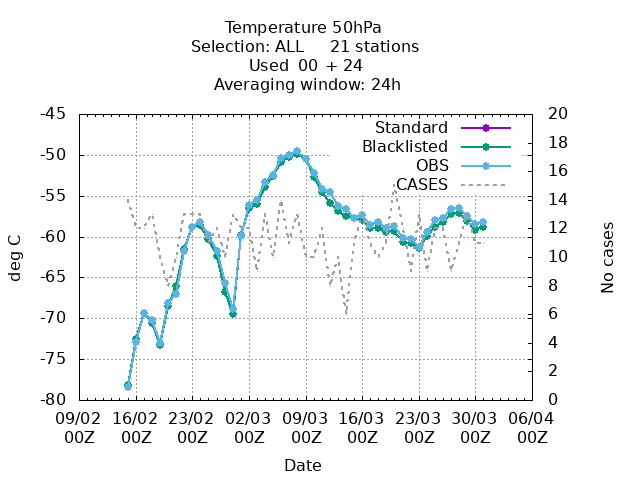 Temperature 50hPa
Selection: ALL 21 stations
Used 00 + 24
Averaging window: 24h
Standard
Blacklisted
OBS
CASES
-45
-50
-55
-60
-65
-70
-75
-80
20
18
16
14
12
10
8
6
4
2
0
deg C
No cases
09/02 16/02 23/02 02/03 09/03 16/03 23/03 30/03 06/04
00Z 00Z 00Z 00Z 00Z 00Z 00Z 00Z 00Z
Date